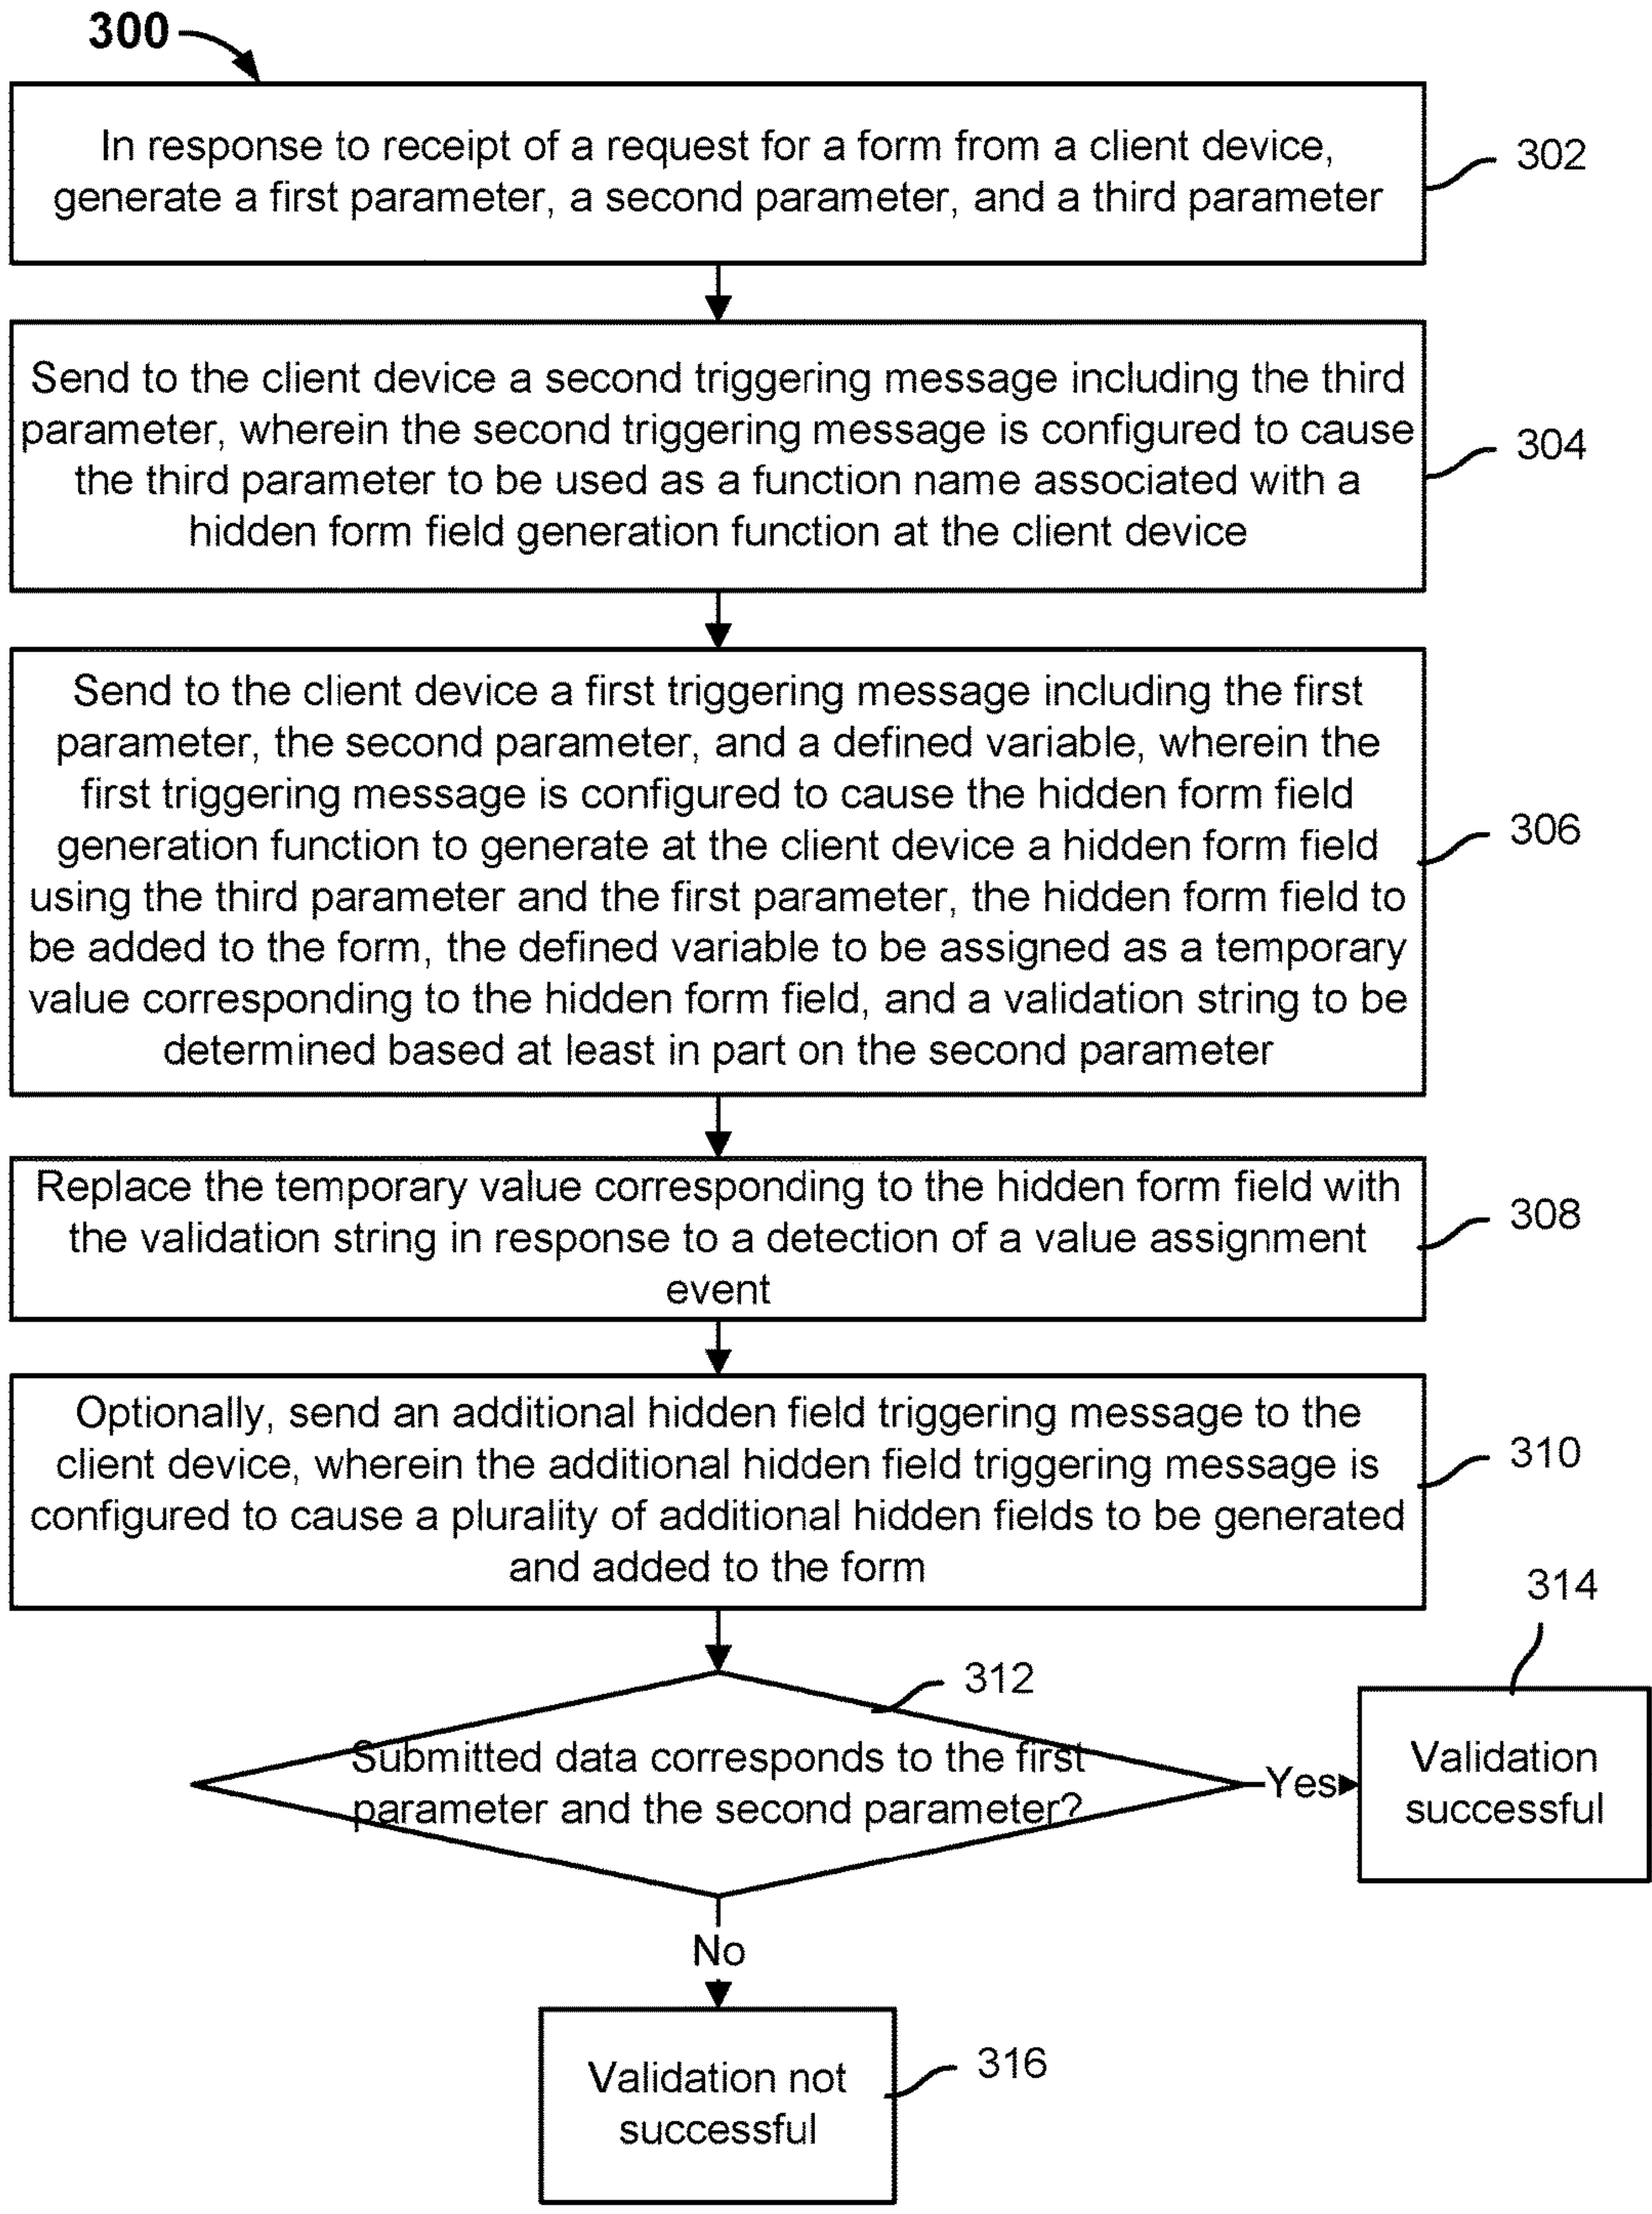 300
In response to receipt of a request for a form from a client device,
generate a first parameter, a second parameter, and a third parameter
302
Send to the client device a second triggering message including the third
parameter, wherein the second triggering message is configured to cause
the third parameter to be used as a function name associated with a
hidden form field generation function at the client device
304
Send to the client device a first triggering message including the first
parameter, the second parameter, and a defined variable, wherein the
first triggering message is configured to cause the hidden form field
generation function to generate at the client device a hidden form field
using the third parameter and the first parameter, the hidden form field to
be added to the form, the defined variable to be assigned as a temporary
value corresponding to the hidden form field, and a validation string to be
determined based at least in part on the second parameter
306
Replace the temporary value corresponding to the hidden form field with
the validation string in response to a detection of a value assignment
event
308
Optionally, send an additional hidden field triggering message to the
client device, wherein the additional hidden field triggering message is
configured to cause a plurality of additional hidden fields to be generated
and added to the form
310
312
Submitted data corresponds to the first
parameter and the second parameter?
Yes
314
Validation
successful
No
Validation not
successful
316